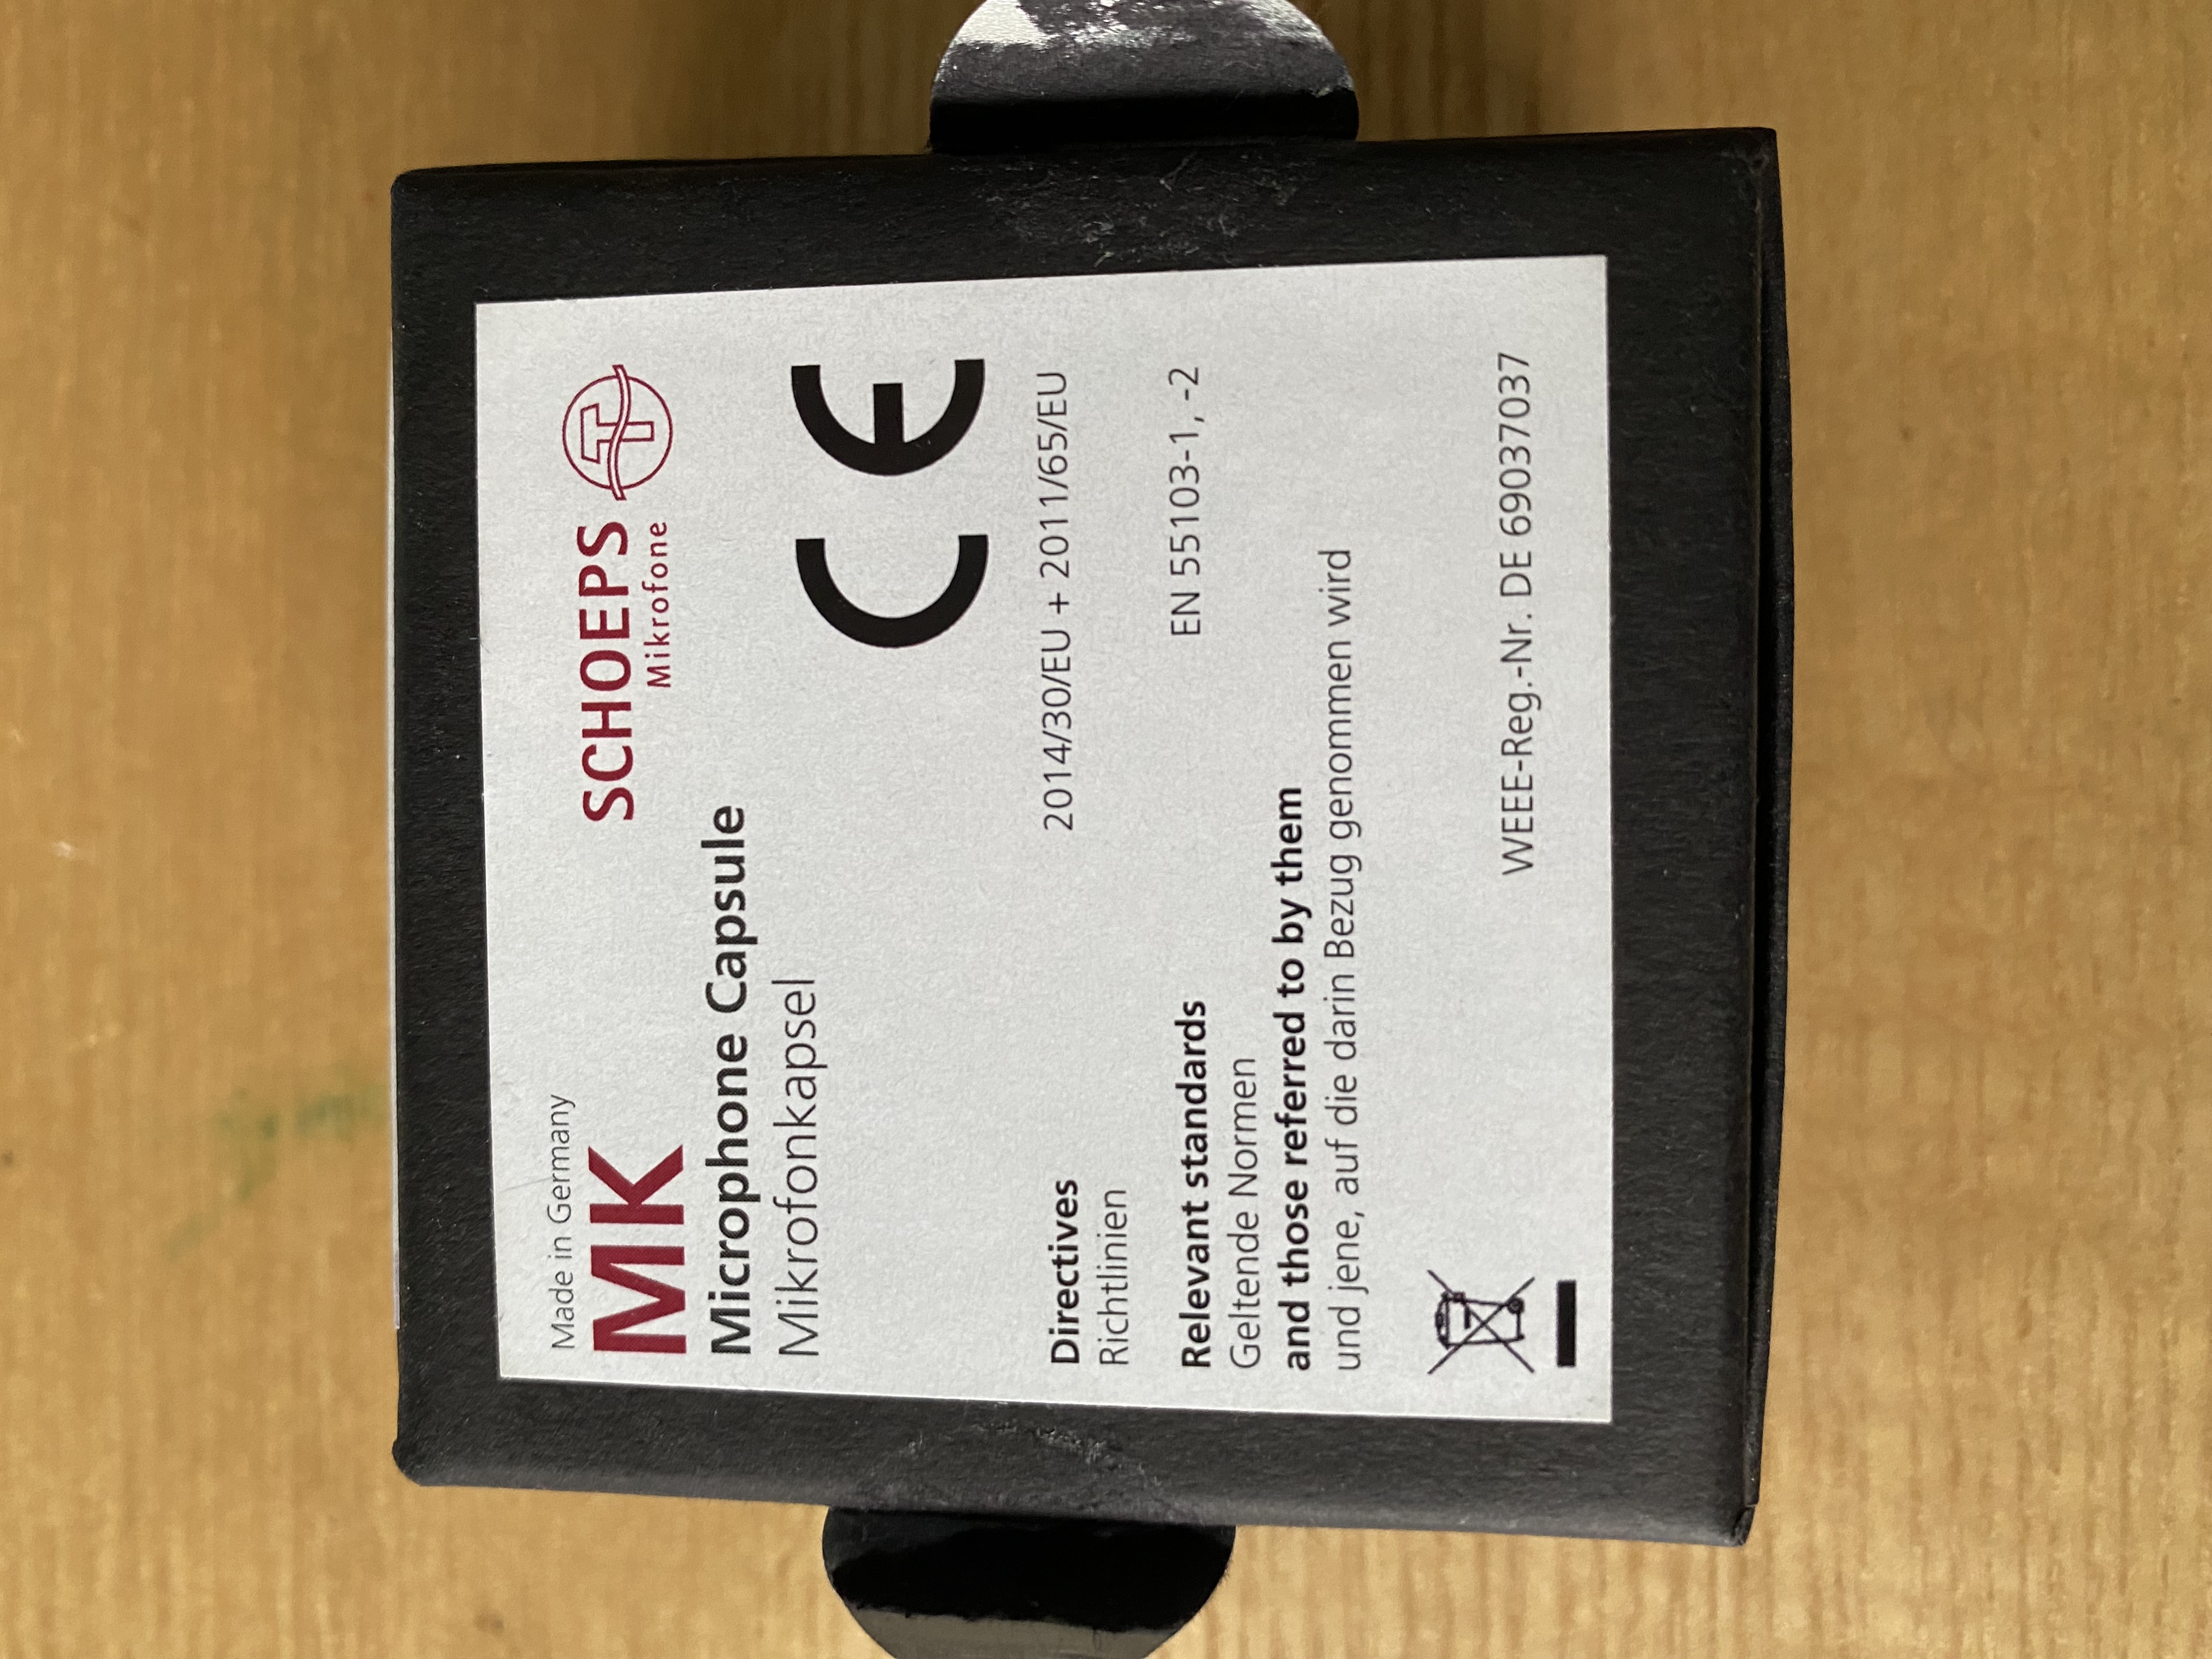 Made in Germany
MK
SCHOEPS
Mikrofone
Microphone Capsule
Mikrofonkapsel
CE
Directives 2014/30/EU + 2011/65/EU
Richtlinien
Relevant standards EN 55103-1, -2
Geltende Normen
and those referred to by them
und jene, auf die darin Bezug genommen wird
WEEE-Reg.-Nr. DE 69037037